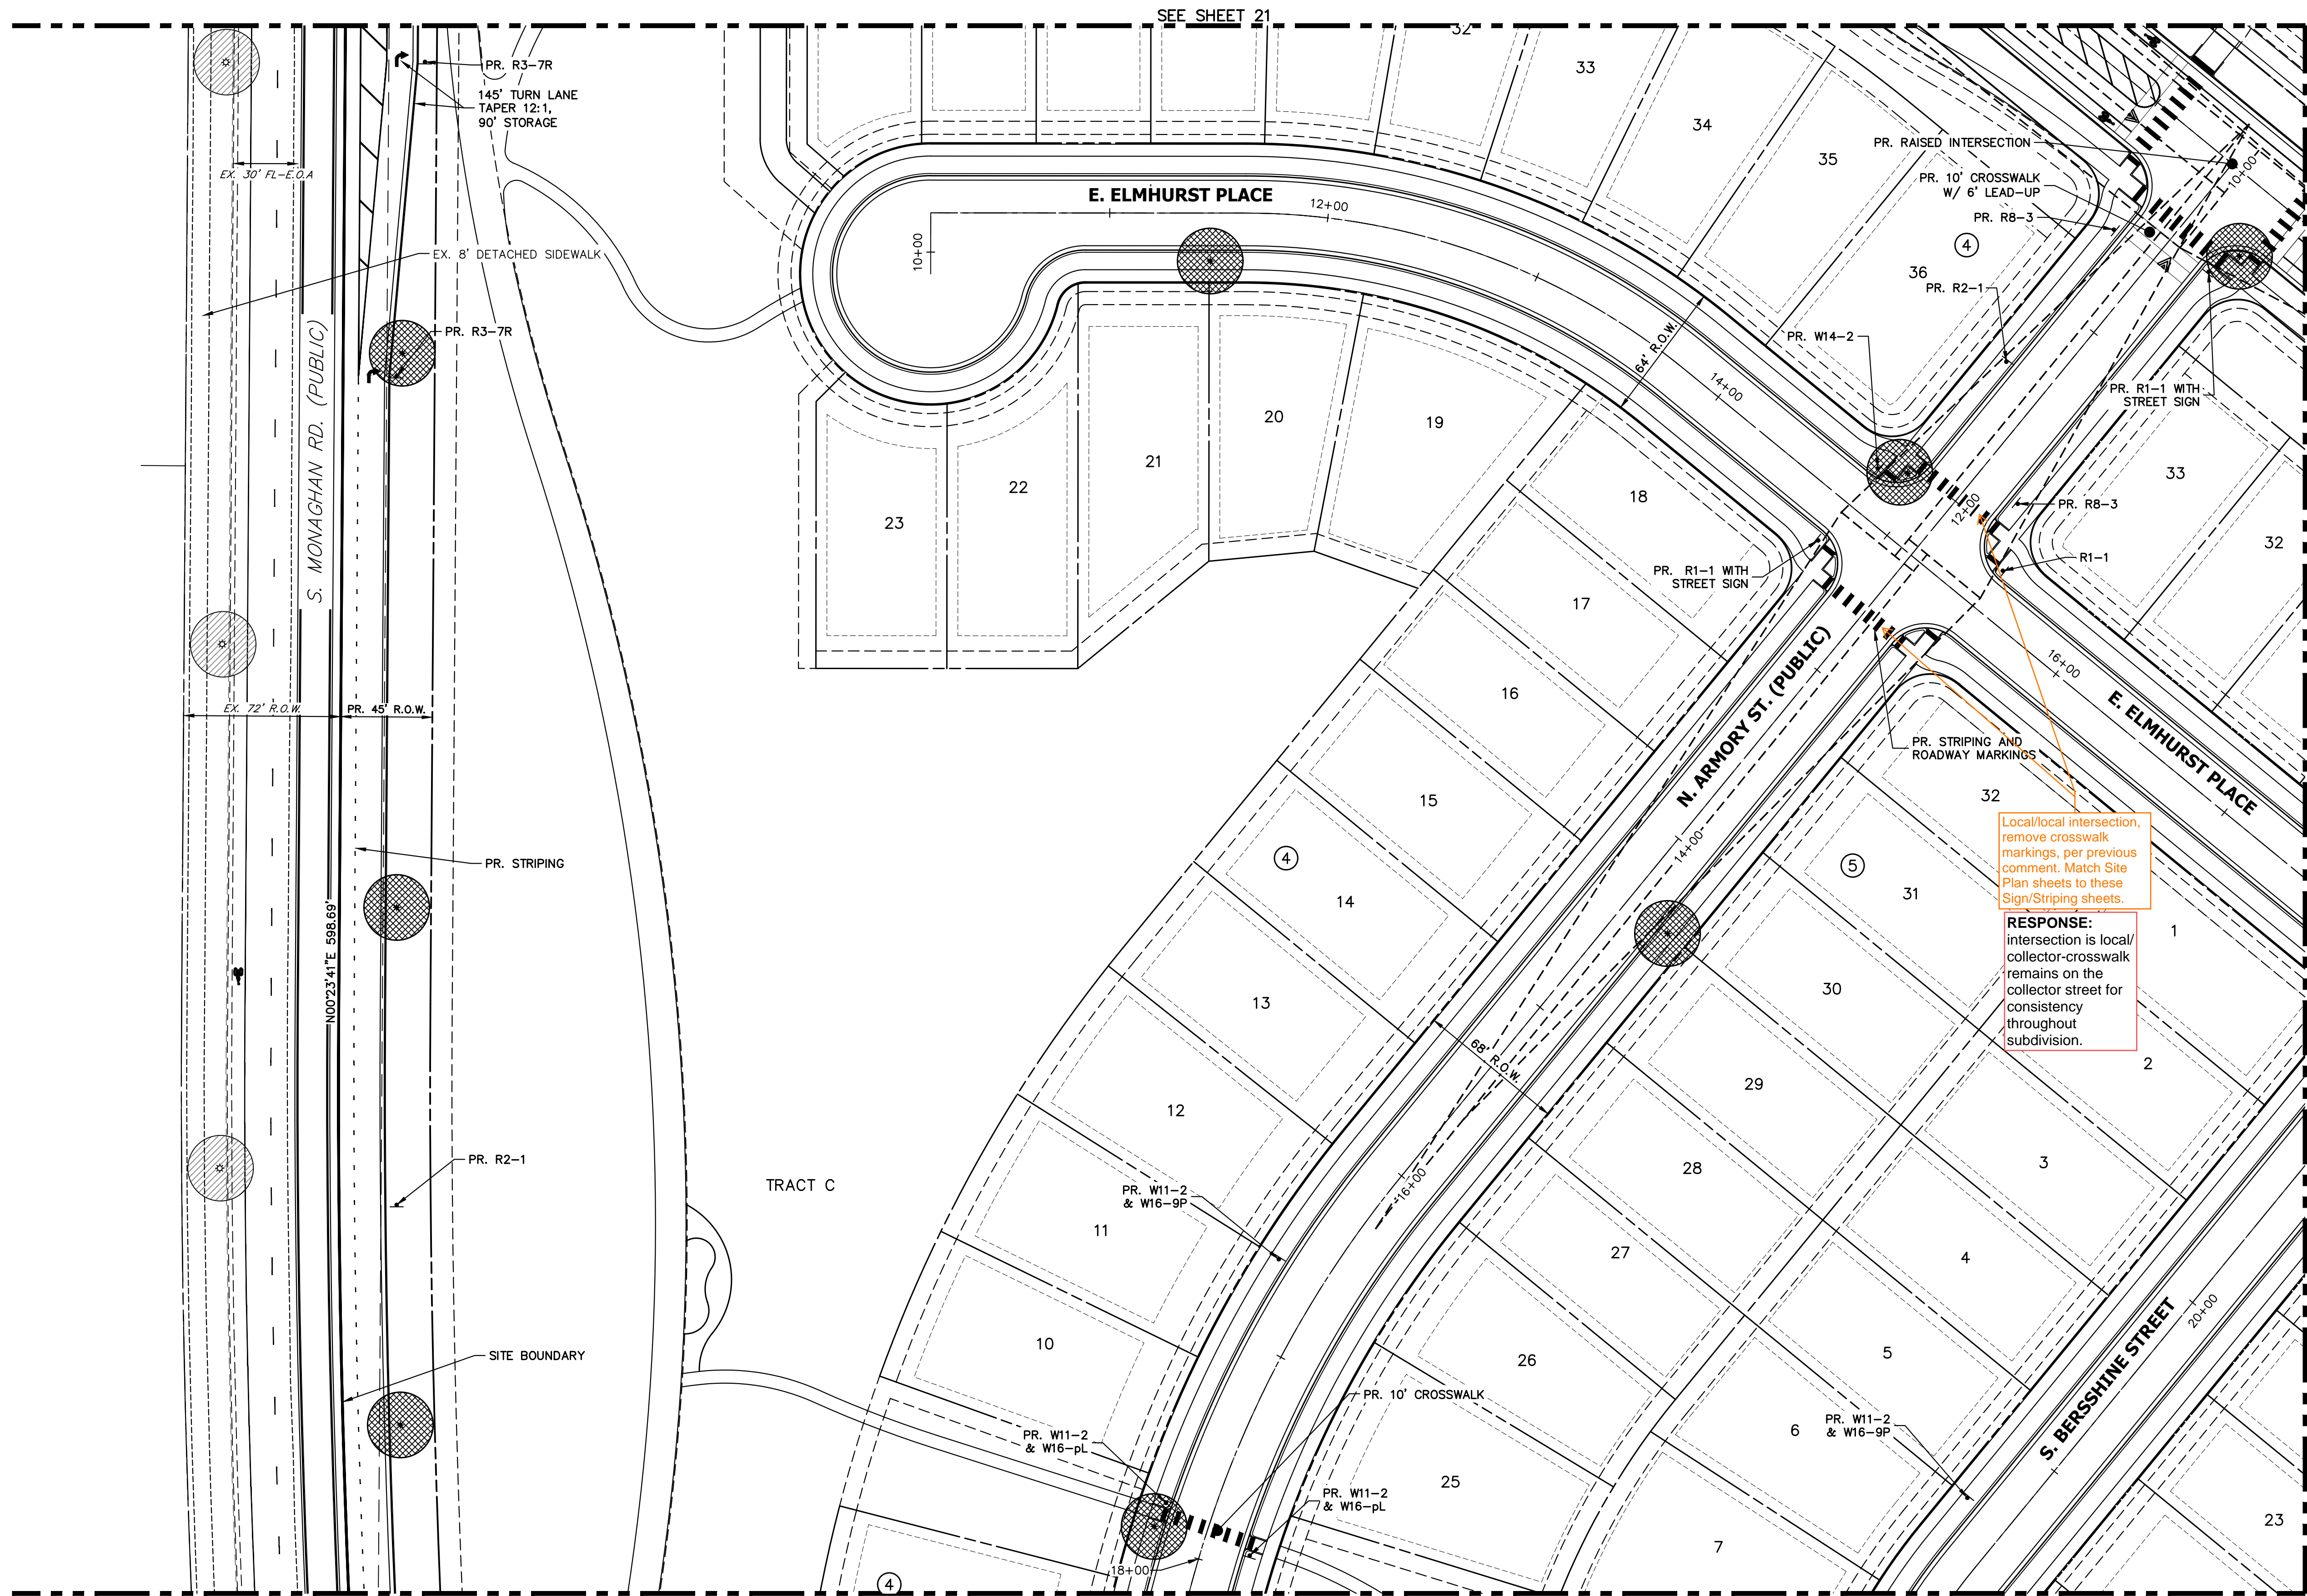 SEE SHEET 21
PR. R3-7R
145' TURN LANE
TAPER 12:1,
90' STORAGE
EX. 30' FL-E.O.A
EX. 8' DETACHED SIDEWALK
S. MONAGHAN RD. (PUBLIC)
PR. R3-7R
EX. 72' R.O.W.
PR. 45' R.O.W.
PR. STRIPING
N00°23'41"E 598.69'
PR. R2-1
SITE BOUNDARY
TRACT C
E. ELMHURST PLACE
10+00
12+00
14+00
64' R.O.W.
32
33
34
35
36
4
PR. RAISED INTERSECTION
PR. 10' CROSSWALK
W/ 6' LEAD-UP
PR. R8-3
10+00
PR. R2-1
PR. W14-2
PR. R1-1 WITH
STREET SIGN
33
32
12+00
PR. R8-3
R1-1
PR. R1-1 WITH
STREET SIGN
16+00
E. ELMHURST PLACE
PR. STRIPING AND
ROADWAY MARKINGS
N. ARMORY ST. (PUBLIC)
14+00
16+00
18+00
68' R.O.W.
23
22
21
20
19
18
17
16
15
4
14
13
12
11
10
4
PR. W11-2
& W16-9P
PR. W11-2
& W16-pL
PR. 10' CROSSWALK
PR. W11-2
& W16-pL
32
5
31
30
29
28
27
26
25
1
2
3
4
5
6
7
PR. W11-2
& W16-9P
S. BERSSHINE STREET
20+00
23
Local/local intersection,
remove crosswalk
markings, per previous
comment. Match Site
Plan sheets to these
Sign/Striping sheets.
RESPONSE:
intersection is local/
collector-crosswalk
remains on the
collector street for
consistency
throughout
subdivision.